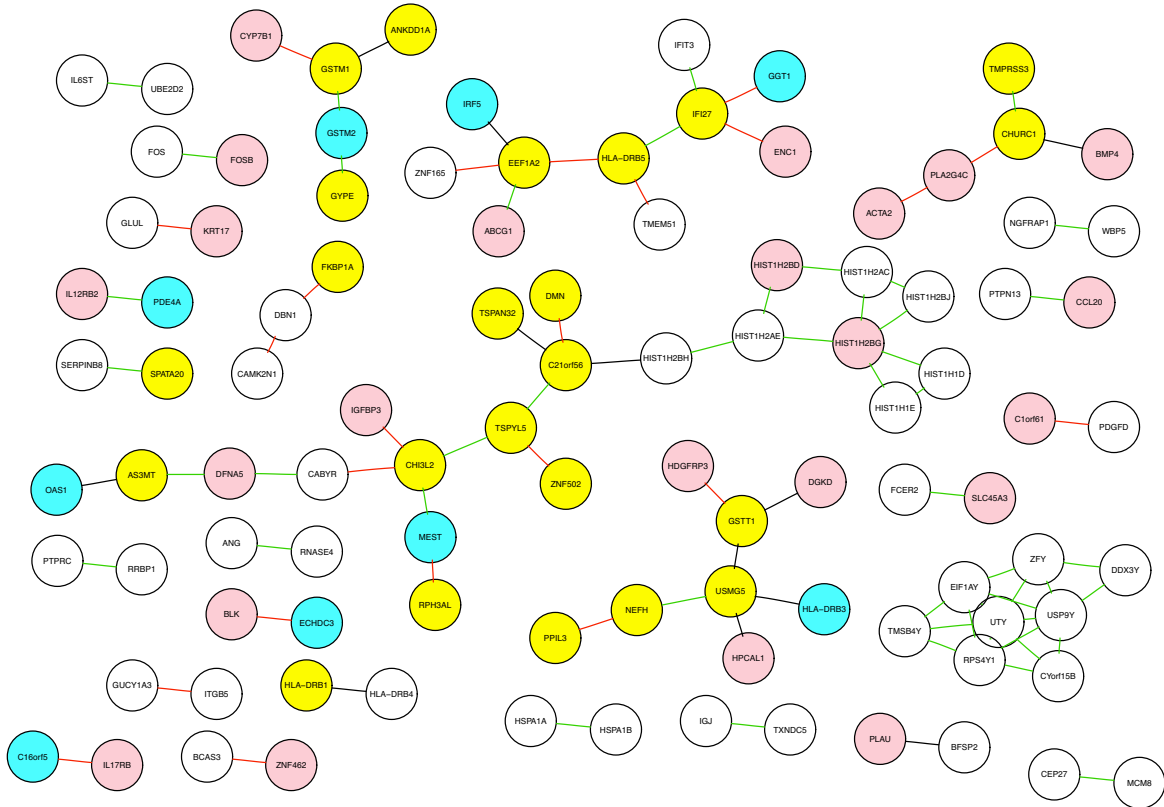 ANKDD1A
CYP7B1
IFIT3
GSTM1
TMPRSS3
GGT1
IL6ST
UBE2D2
IRF5
IFI27
GSTM2
CHURC1
FOS
FOSB
ENC1
BMP4
HLA-DRB5
EEF1A2
ZNF165
PLA2G4C
GYPE
ACTA2
GLUL
KRT17
TMEM51
NGFRAP1
WBP5
ABCG1
FKBP1A
HIST1H2BD
HIST1H2AC
IL12RB2
PDE4A
DMN
HIST1H2BJ
PTPN13
CCL20
TSPAN32
DBN1
HIST1H2AE
HIST1H2BG
HIST1H2BH
SERPINB8
SPATA20
CAMK2N1
C21orf56
HIST1H1D
HIST1H1E
IGFBP3
C1orf61
PDGFD
TSPYL5
CHI3L2
AS3MT
DFNA5
CABYR
HDGFRP3
DGKD
ZNF502
OAS1
FCER2
SLC45A3
GSTT1
MEST
ANG
RNASE4
PTPRC
RRBP1
ZFY
DDX3Y
EIF1AY
USMG5
RPH3AL
NEFH
HLA-DRB3
BLK
ECHDC3
USP9Y
UTY
TMSB4Y
PPIL3
HPCAL1
RPS4Y1
CYorf15B
GUCY1A3
ITGB5
HLA-DRB1
HLA-DRB4
HSPA1A
HSPA1B
IGJ
TXNDC5
PLAU
BFSP2
C16orf5
IL17RB
BCAS3
ZNF462
CEP27
MCM8